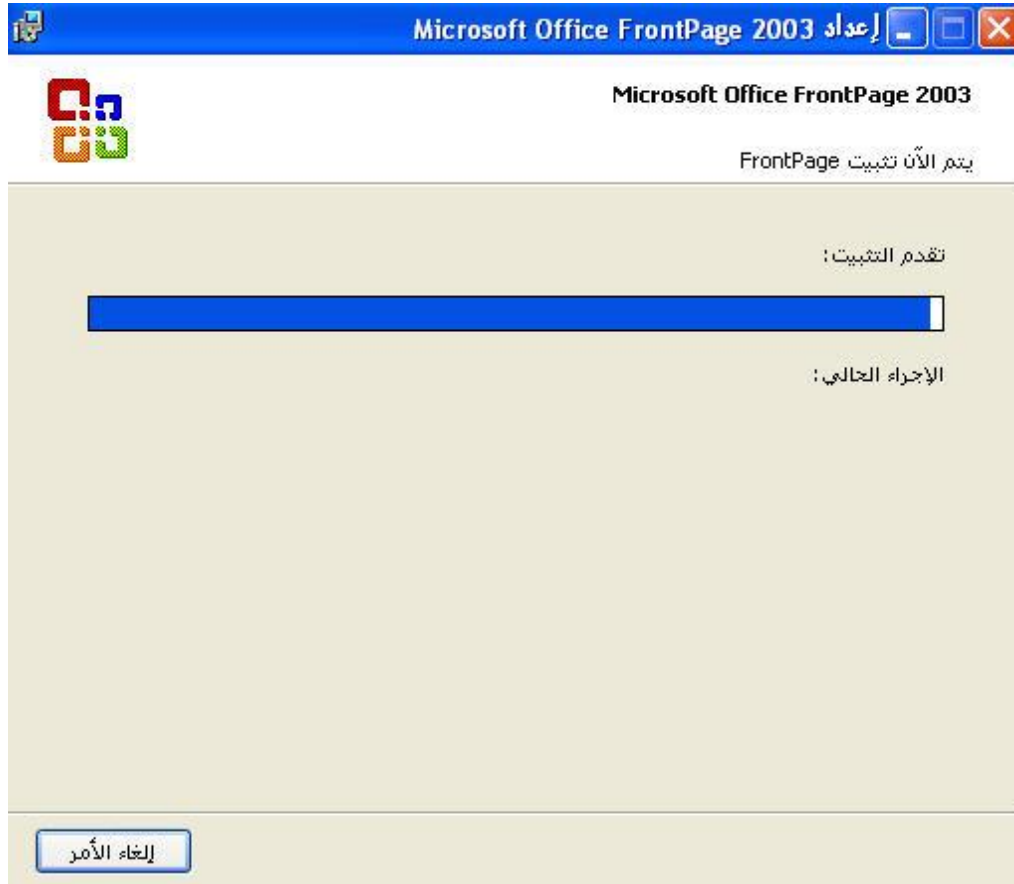 إعداد Microsoft Office FrontPage 2003
Microsoft Office FrontPage 2003
يتم الآن تثبيت FrontPage
تقدم التثبيت:
الإجراء الحالي:
إلغاء الأمر